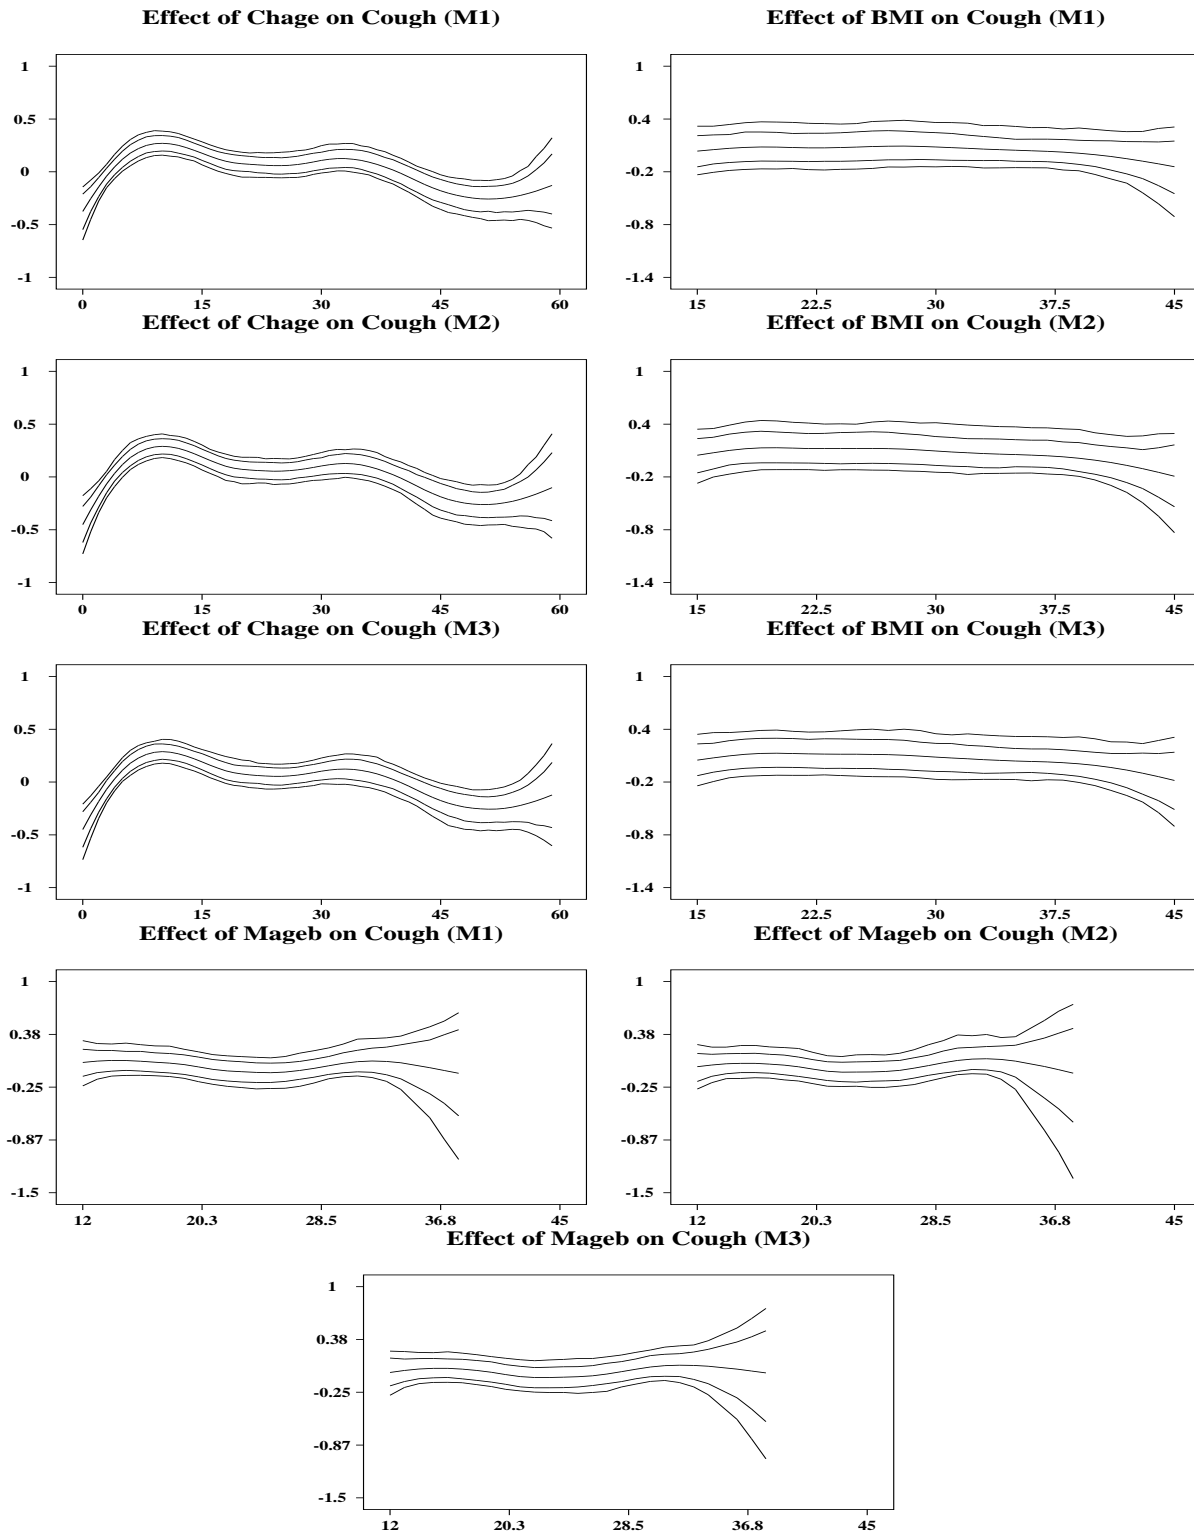 Effect of Chage on Cough (M1)
1
0.5
0
-0.5
-1
0 15 30 45 60
Effect of BMI on Cough (M1)
1
0.4
-0.2
-0.8
-1.4
15 22.5 30 37.5 45
Effect of Chage on Cough (M2)
1
0.5
0
-0.5
-1
0 15 30 45 60
Effect of BMI on Cough (M2)
1
0.4
-0.2
-0.8
-1.4
15 22.5 30 37.5 45
Effect of Chage on Cough (M3)
1
0.5
0
-0.5
-1
0 15 30 45 60
Effect of BMI on Cough (M3)
1
0.4
-0.2
-0.8
-1.4
15 22.5 30 37.5 45
Effect of Mageb on Cough (M1)
1
0.38
-0.25
-0.87
-1.5
12 20.3 28.5 36.8 45
Effect of Mageb on Cough (M2)
1
0.38
-0.25
-0.87
-1.5
12 20.3 28.5 36.8 45
Effect of Mageb on Cough (M3)
1
0.38
-0.25
-0.87
-1.5
12 20.3 28.5 36.8 45